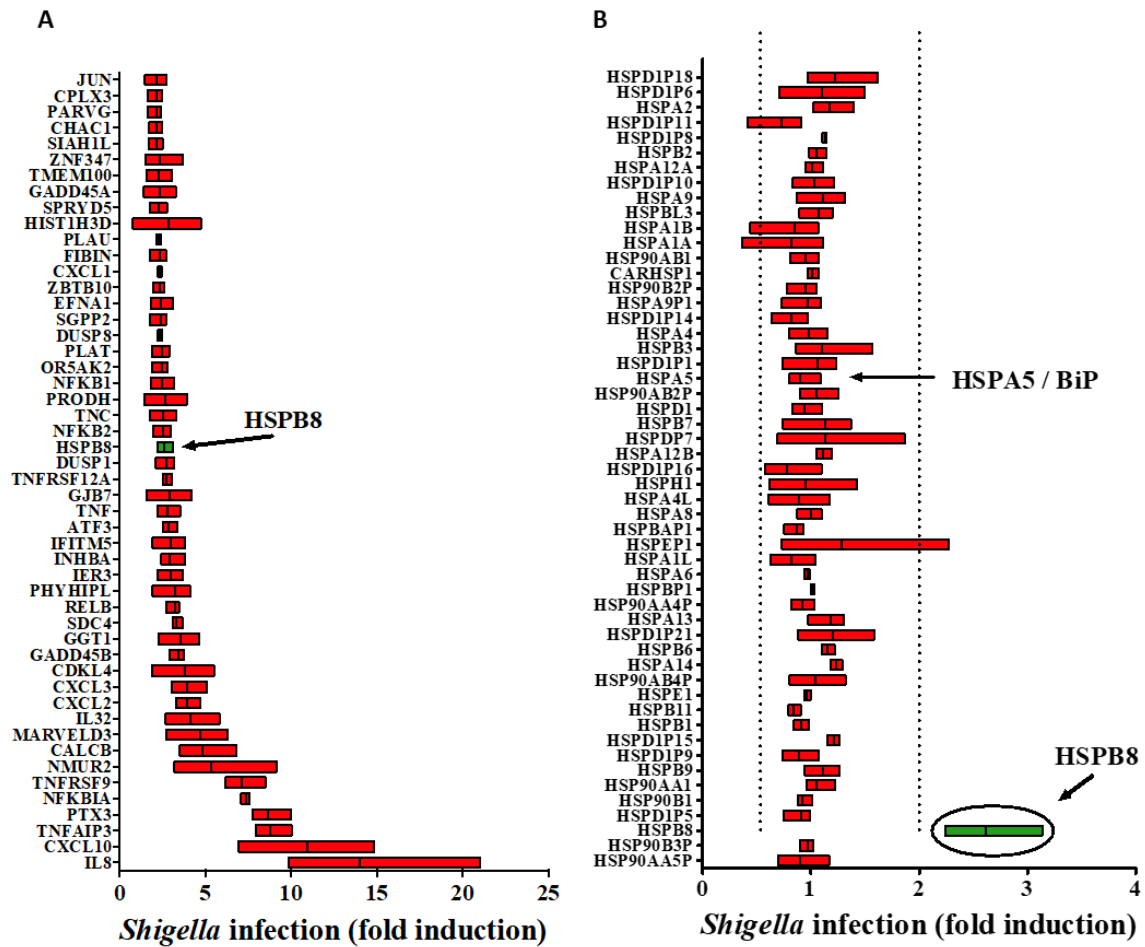 A
JUN
CPLX3
PARVG
CHAC1
SIAH1L
ZNF347
TMEM100
GADD45A
SPRYD5
HIST1H3D
PLAU
FIBIN
CXCL1
ZBTB10
EFNA1
SGPP2
DUSP8
PLAT
OR5AK2
NFKB1
PRODH
TNC
NFKB2
HSPB8
DUSP1
TNFRSF12A
GJB7
TNF
ATF3
IFITM5
INHBA
IER3
PHYHIPL
RELB
SDC4
GGT1
GADD45B
CDKL4
CXCL3
CXCL2
IL32
MARVELD3
CALCB
NMUR2
TNFRSF9
NFKBIA
PTX3
TNFAIP3
CXCL10
IL8
HSPB8
0 5 10 15 20 25
Shigella infection (fold induction)
B
HSPD1P18
HSPD1P6
HSPA2
HSPD1P11
HSPD1P8
HSPB2
HSPA12A
HSPD1P10
HSPA9
HSPBL3
HSPA1B
HSPA1A
HSP90AB1
CARHSP1
HSP90B2P
HSPA9P1
HSPD1P14
HSPA4
HSPB3
HSPD1P1
HSPA5
HSP90AB2P
HSPD1
HSPB7
HSPDP7
HSPA12B
HSPD1P16
HSPH1
HSPA4L
HSPA8
HSPBAP1
HSPEP1
HSPA1L
HSPA6
HSPBP1
HSP90AA4P
HSPA13
HSPD1P21
HSPB6
HSPA14
HSP90AB4P
HSPE1
HSPB11
HSPB1
HSPD1P15
HSPD1P9
HSPB9
HSP90AA1
HSP90B1
HSPD1P5
HSPB8
HSP90B3P
HSP90AA5P
HSPA5 / BiP
HSPB8
0 1 2 3 4
Shigella infection (fold induction)